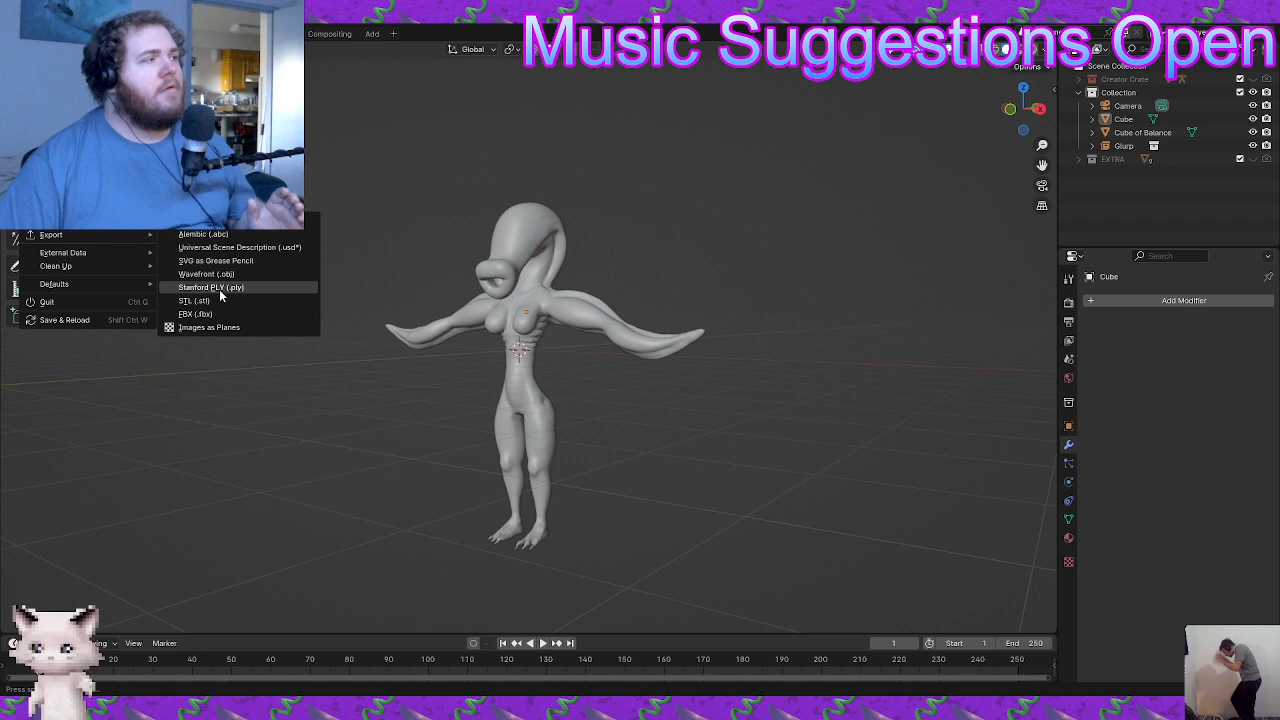 Music Suggestions Open
Compositing Add +
Global
Options
Scene Collection
Creator Crate
Collection
Camera
Cube
Cube of Balance
Glurp
EXTRA
Z
X
Search
Cube
+ Add Modifier
Export
External Data
Clean Up
Defaults
Quit Ctrl Q
Save & Reload Shift Ctrl W
Alembic (.abc)
Universal Scene Description (.usd*)
SVG as Grease Pencil
Wavefront (.obj)
Stanford PLY (.ply)
STL (.stl)
FBX (.fbx)
Images as Planes
View Marker
1 Start 1 End 250
20 30 40 50 60 70 80 90 100 110 120 130 140 150 160 170 180 190 200 210 220 230 240 250